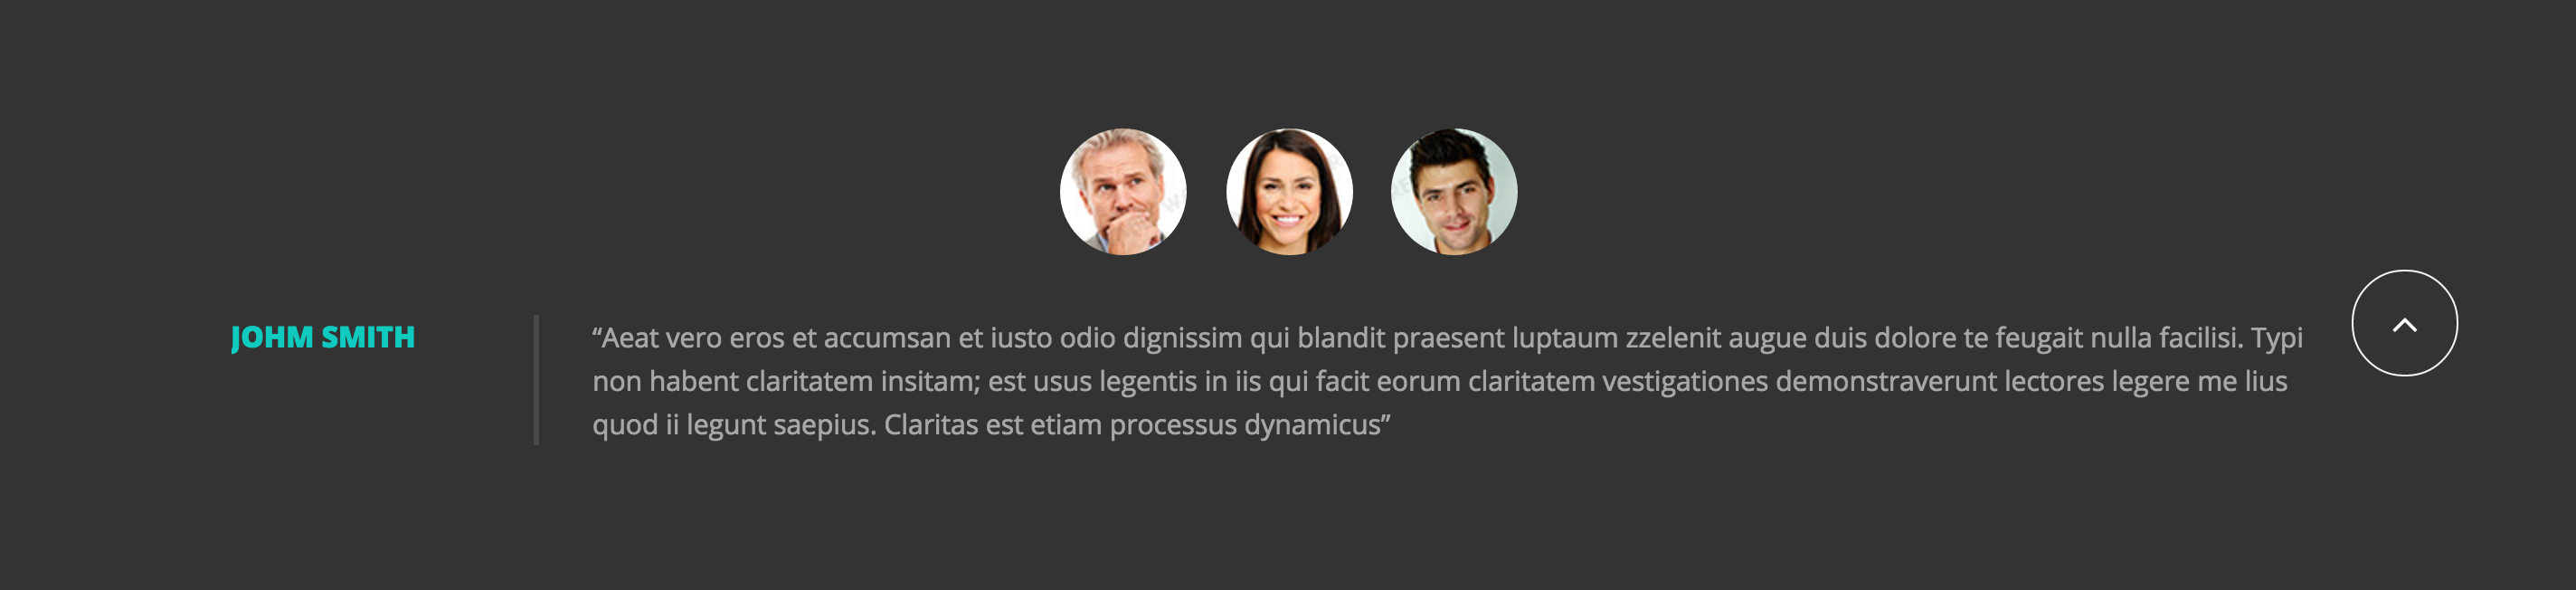 JOHM SMITH
“Aeat vero eros et accumsan et iusto odio dignissim qui blandit praesent luptaum zzelenit augue duis dolore te feugait nulla facilisi. Typi
non habent claritatem insitam; est usus legentis in iis qui facit eorum claritatem vestigationes demonstraverunt lectores legere me lius
quod ii legunt saepius. Claritas est etiam processus dynamicus”